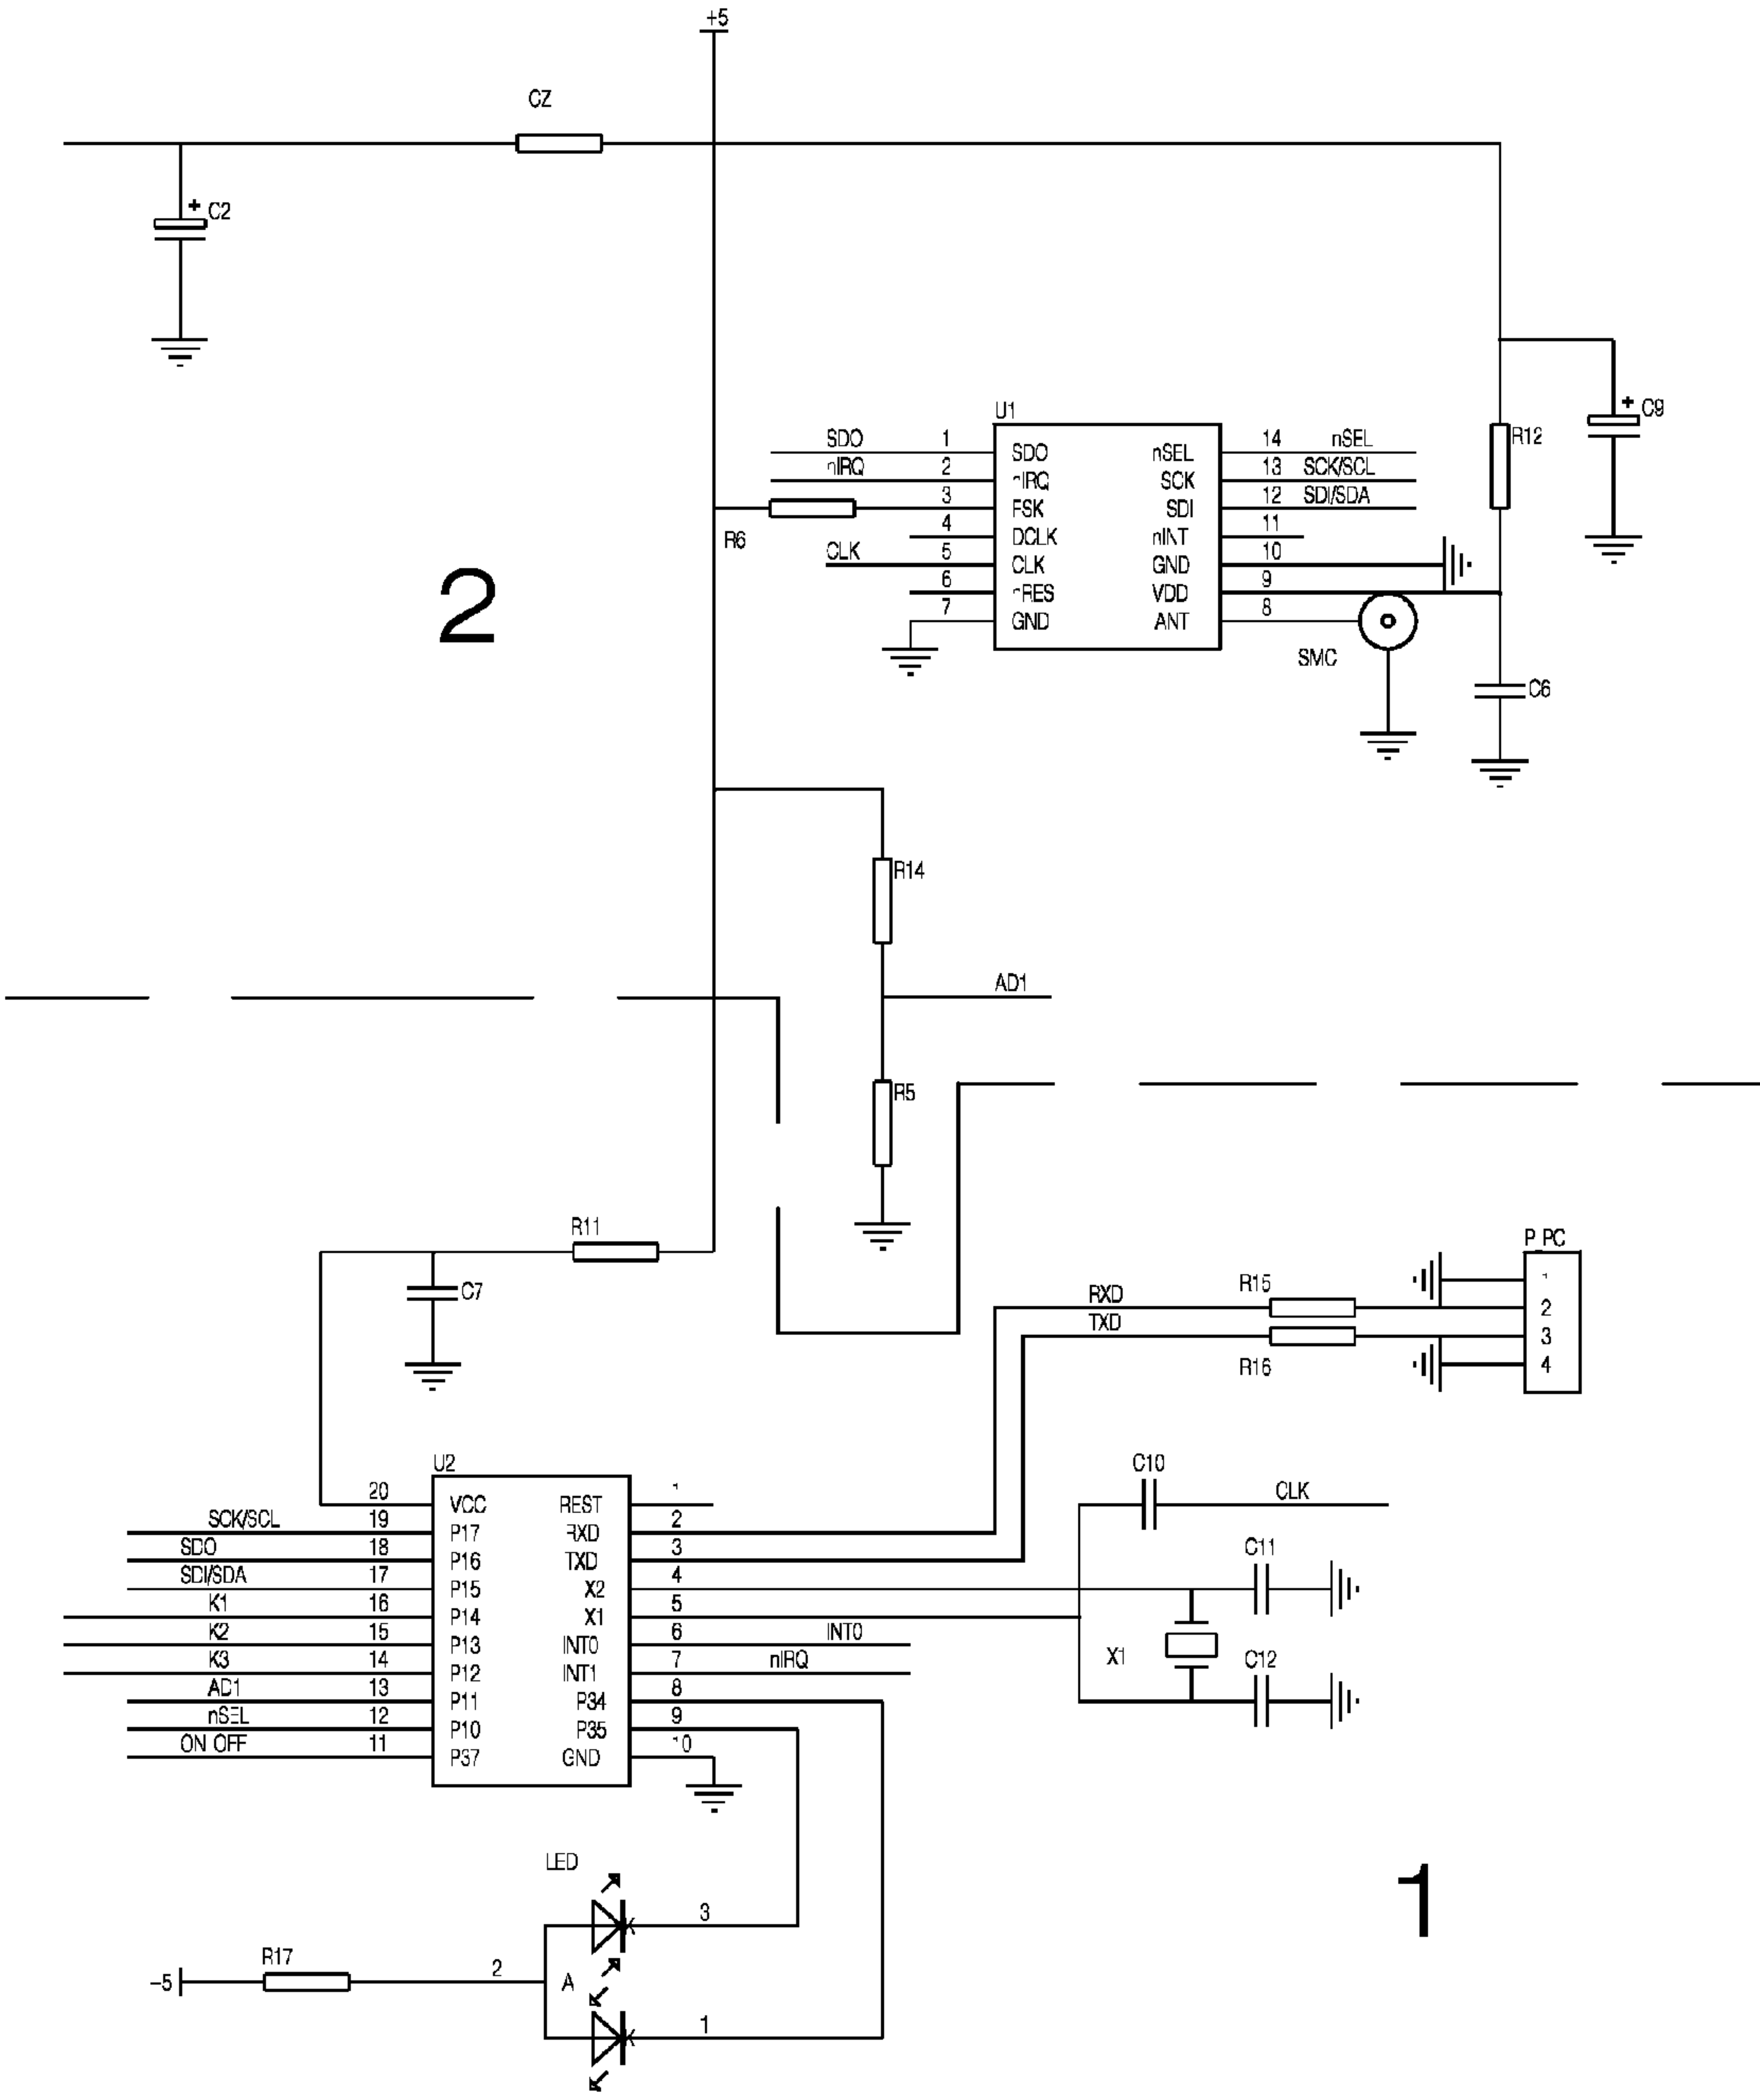 +5
CZ
+ C2
+ C9
U1
R12
SDO 1 SDO nSEL 14 nSEL
nIRQ 2 nIRQ SCK 13 SCK/SCL
3 FSK SDI 12 SDI/SDA
R6
4 DCLK nINT 11
CLK 5 CLK GND 10
6 nRES VDD 9
7 GND ANT 8
2
SMC
C6
R14
AD1
R5
R11
C7
P_PC
R15
RXD
TXD
R16
1
2
3
4
U2
C10
CLK
20 VCC REST 1
SCK/SCL 19 P17 RXD 2
SDO 18 P16 TXD 3
SDI/SDA 17 P15 X2 4
K1 16 P14 X1 5
K2 15 P13 INT0 6 INT0
K3 14 P12 INT1 7 nIRQ
AD1 13 P11 P34 8
nSEL 12 P10 P35 9
ON OFF 11 P37 GND 10
C11
X1
C12
LED
3
R17
-5
2
A
K
1
K
1